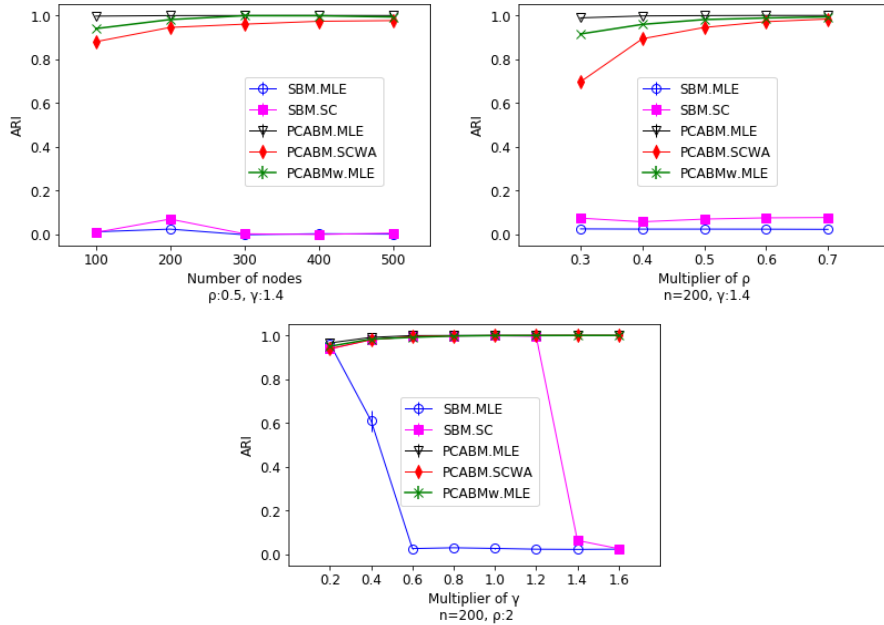 1.0
0.8
0.6
0.4
0.2
0.0
ARI
SBM.MLE
SBM.SC
PCABM.MLE
PCABM.SCWA
PCABMw.MLE
100 200 300 400 500
Number of nodes
ρ:0.5, γ:1.4
1.0
0.8
0.6
0.4
0.2
0.0
ARI
SBM.MLE
SBM.SC
PCABM.MLE
PCABM.SCWA
PCABMw.MLE
0.3 0.4 0.5 0.6 0.7
Multiplier of ρ
n=200, γ:1.4
1.0
0.8
0.6
0.4
0.2
0.0
ARI
SBM.MLE
SBM.SC
PCABM.MLE
PCABM.SCWA
PCABMw.MLE
0.2 0.4 0.6 0.8 1.0 1.2 1.4 1.6
Multiplier of γ
n=200, ρ:2